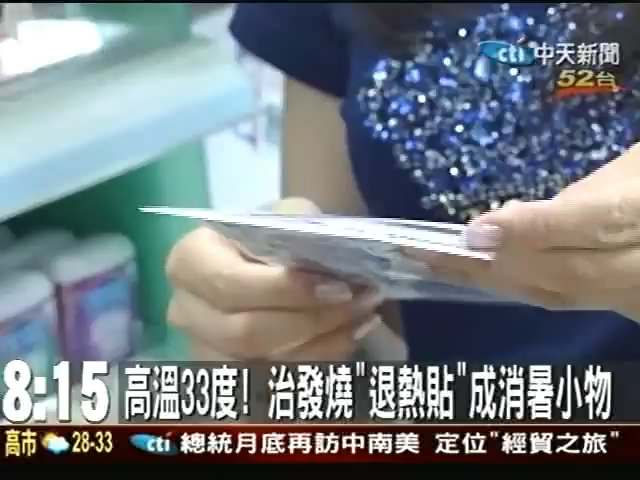 cti 中天新聞
52台
8:15 高溫33度! 治發燒"退熱貼"成消暑小物
高市 28-33 cti 總統月底再訪中南美 定位"經貿之旅"